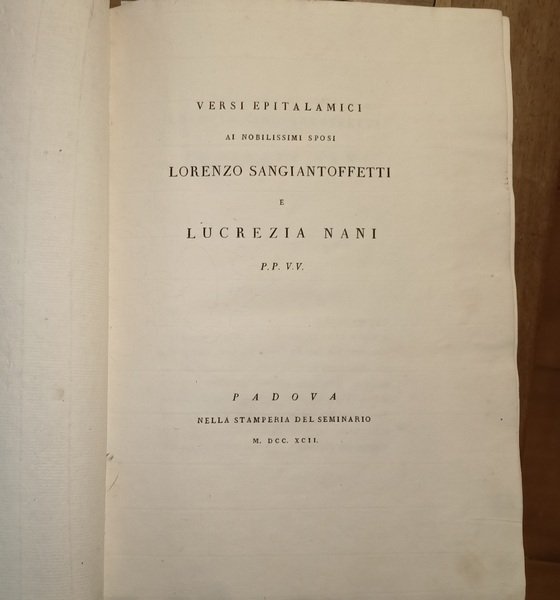 VERSI EPITALAMICI
AI NOBILISSIMI SPOSI
LORENZO SANGIANTOFFETTI
E
LUCREZIA NANI
P.P. V.V.
PADOVA
NELLA STAMPERIA DEL SEMINARIO
M. DCC. XCII.